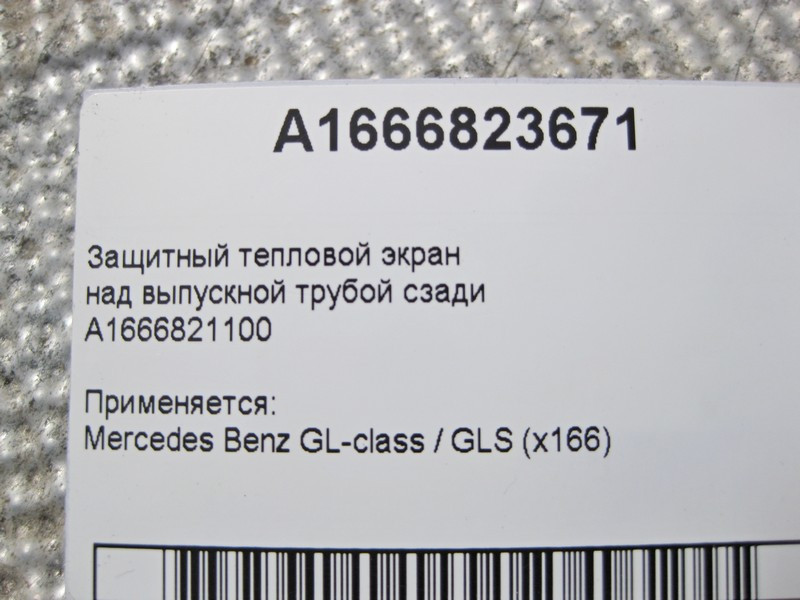 A1666823671
Защитный тепловой экран
над выпускной трубой сзади
A1666821100
Применяется:
Mercedes Benz GL-class / GLS (x166)